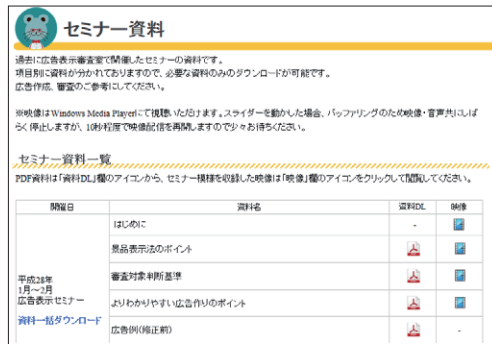 セミナー資料
過去に広告表示審査室で開催したセミナーの資料です。
項目別に資料が分かれておりますので、必要な資料のみのダウンロードが可能です。
広告作成、審査のご参考にしてください。
※映像はWindows Media Playerにて視聴いただけます。スライダーを動かした場合、バッファリングのため映像・音声共にしば
らく停止しますが、10秒程度で映像配信を再開しますので少々お待ちください。
セミナー資料一覧
PDF資料は「資料DL」欄のアイコンから、セミナー模様を収録した映像は「映像」欄のアイコンをクリックして閲覧してください。
開催日 資料名 資料DL 映像
はじめに -
景品表示法のポイント
審査対象判断基準
平成28年
1月～2月
広告表示セミナー
資料一括ダウンロード
よりわかりやすい広告作りのポイント
広告例(修正前) -